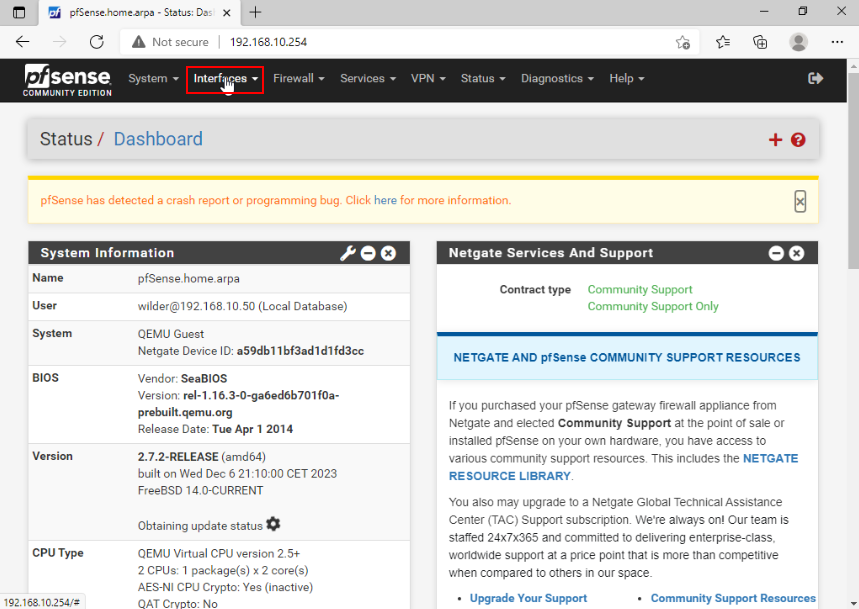 pfSense.home.arpa - Status: Das
Not secure
192.168.10.254
pfsense
COMMUNITY EDITION
System
Interfaces
Firewall
Services
VPN
Status
Diagnostics
Help
Status / Dashboard
pfSense has detected a crash report or programming bug. Click here for more information.
System Information
Name
pfSense.home.arpa
User
wilder@192.168.10.50 (Local Database)
System
QEMU Guest
Netgate Device ID: a59db11bf3ad1d1fd3cc
BIOS
Vendor: SeaBIOS
Version: rel-1.16.3-0-ga6ed6b701f0a-
prebuilt.qemu.org
Release Date: Tue Apr 1 2014
Version
2.7.2-RELEASE (amd64)
built on Wed Dec 6 21:10:00 CET 2023
FreeBSD 14.0-CURRENT
Obtaining update status
CPU Type
QEMU Virtual CPU version 2.5+
2 CPUs: 1 package(s) x 2 core(s)
AES-NI CPU Crypto: Yes (inactive)
QAT Crypto: No
Netgate Services And Support
Contract type
Community Support
Community Support Only
NETGATE AND pfSense COMMUNITY SUPPORT RESOURCES
If you purchased your pfSense gateway firewall appliance from
Netgate and elected Community Support at the point of sale or
installed pfSense on your own hardware, you have access to
various community support resources. This includes the NETGATE
RESOURCE LIBRARY.
You also may upgrade to a Netgate Global Technical Assistance
Center (TAC) Support subscription. We're always on! Our team is
staffed 24x7x365 and committed to delivering enterprise-class,
worldwide support at a price point that is more than competitive
when compared to others in our space.
• Upgrade Your Support
• Community Support Resources
192.168.10.254/#